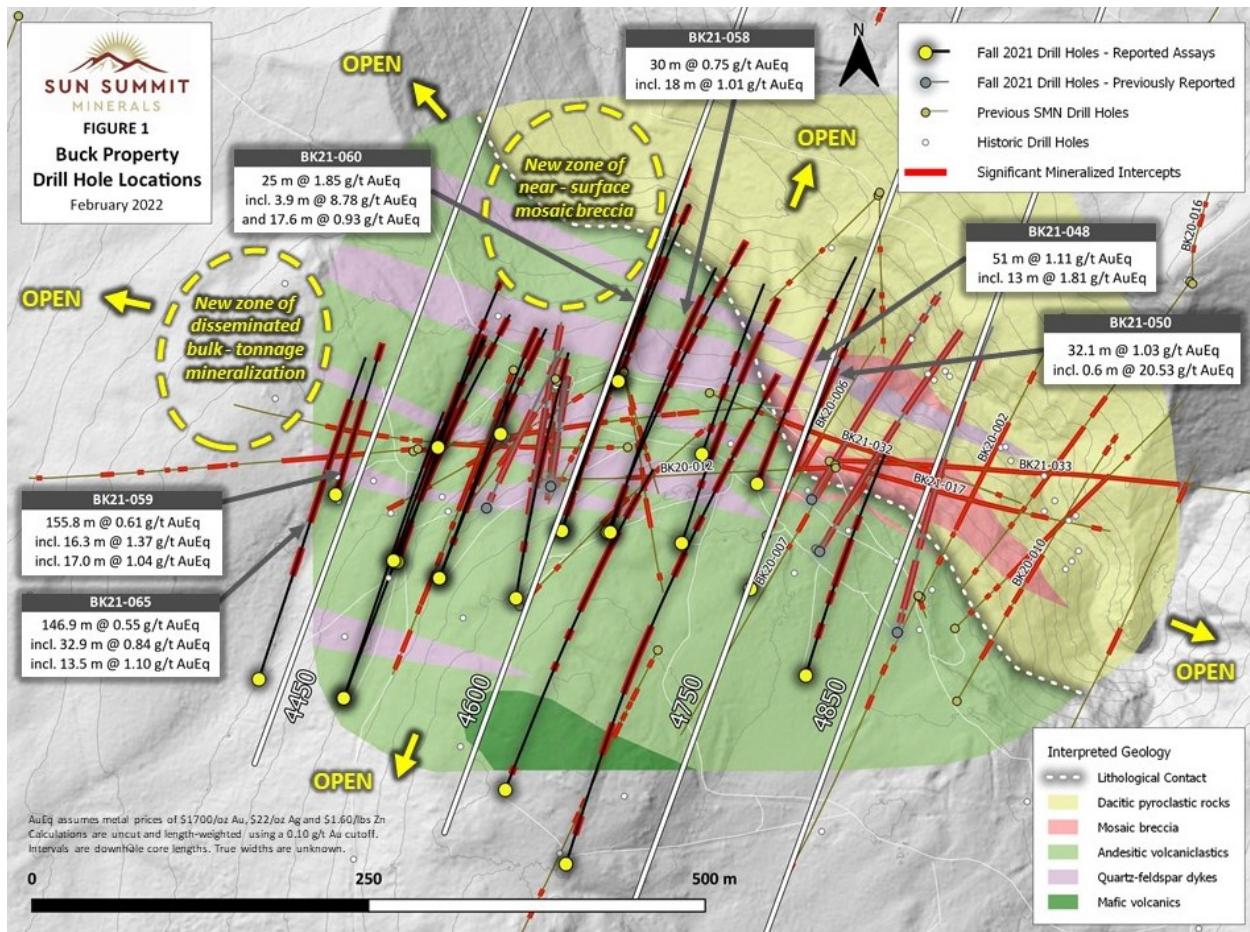 SUN SUMMIT
MINERALS
FIGURE 1
Buck Property
Drill Hole Locations
February 2022
OPEN
BK21-058
30 m @ 0.75 g/t AuEq
incl. 18 m @ 1.01 g/t AuEq
N
Fall 2021 Drill Holes - Reported Assays
Fall 2021 Drill Holes - Previously Reported
Previous SMN Drill Holes
Historic Drill Holes
Significant Mineralized Intercepts
OPEN
BK21-060
25 m @ 1.85 g/t AuEq
incl. 3.9 m @ 8.78 g/t AuEq
and 17.6 m @ 0.93 g/t AuEq
New zone of
near - surface
mosaic breccia
BK20-016
BK21-048
51 m @ 1.11 g/t AuEq
incl. 13 m @ 1.81 g/t AuEq
OPEN
New zone of
disseminated
bulk - tonnage
mineralization
BK21-050
32.1 m @ 1.03 g/t AuEq
incl. 0.6 m @ 20.53 g/t AuEq
BK20-006
BK20-002
BK21-032
BK20-012
BK21-033
BK21-017
BK20-007
BK20-010
BK21-059
155.8 m @ 0.61 g/t AuEq
incl. 16.3 m @ 1.37 g/t AuEq
incl. 17.0 m @ 1.04 g/t AuEq
BK21-065
146.9 m @ 0.55 g/t AuEq
incl. 32.9 m @ 0.84 g/t AuEq
incl. 13.5 m @ 1.10 g/t AuEq
OPEN
4450
4600
4750
4850
OPEN
Interpreted Geology
Lithological Contact
Dacitic pyroclastic rocks
Mosaic breccia
Andesitic volcaniclastics
Quartz-feldspar dykes
Mafic volcanics
AuEq assumes metal prices of $1700/oz Au, $22/oz Ag and $1.60/lbs Zn
Calculations are uncut and length-weighted using a 0.10 g/t Au cutoff.
Intervals are downhole core lengths. True widths are unknown.
0
250
500 m